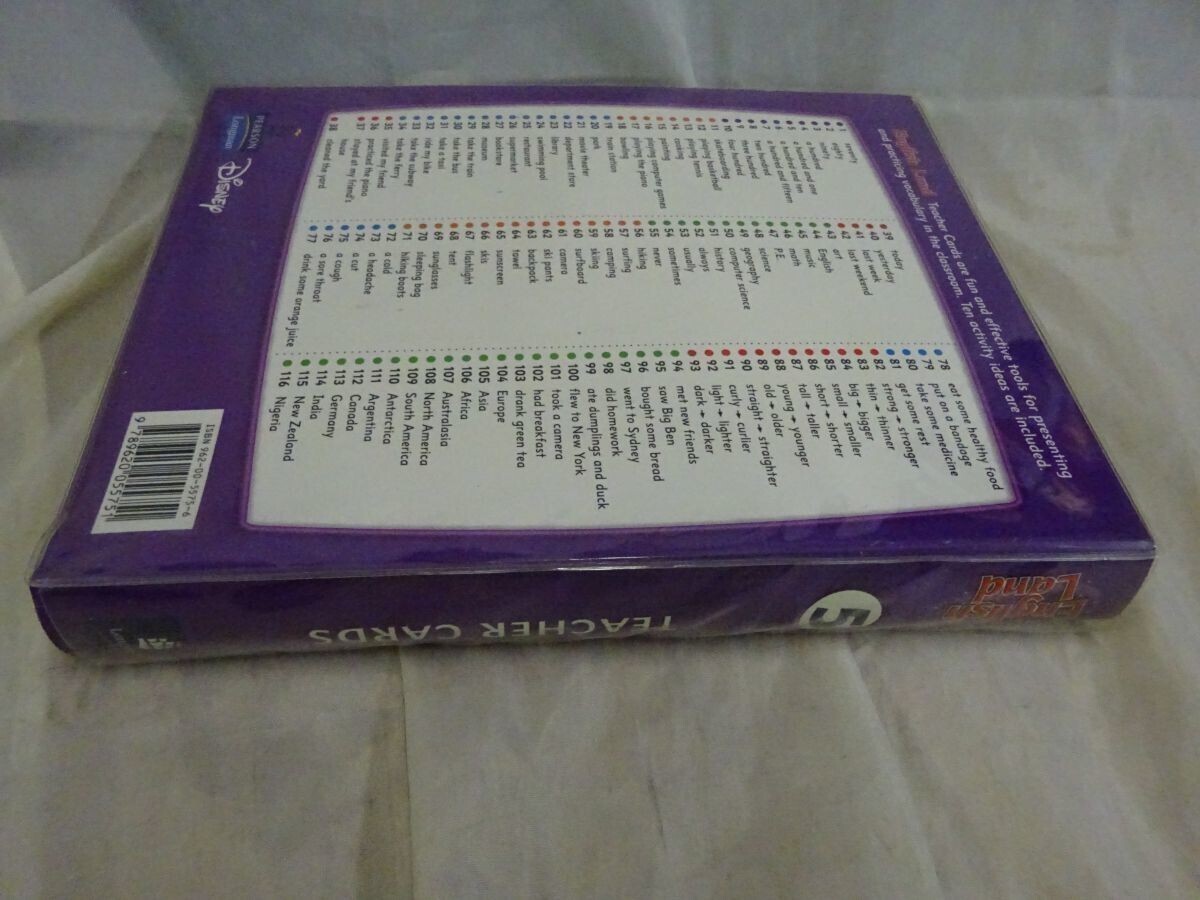 English Land Teacher Cards are fun and effective tools for presenting
and practicing vocabulary in the classroom. Ten activity ideas are included.
1 seventy
2 eighty
3 ninety
4 a hundred
5 a hundred and one
6 a hundred and ten
7 a hundred and fifteen
8 two hundred
9 three hundred
10 four hundred
11 skateboarding
12 playing basketball
13 playing tennis
14 cooking
15 painting
16 playing computer games
17 playing the piano
18 bowling
19 train station
20 park
21 movie theater
22 department store
23 library
24 swimming pool
25 restaurant
26 supermarket
27 bookstore
28 museum
29 take the train
30 take the bus
31 take a taxi
32 ride my bike
33 take the subway
34 take the ferry
35 visited my friend
36 practiced the piano
37 stayed at my friend's
house
38 cleaned the yard
39 today
40 yesterday
41 last week
42 last weekend
43 art
44 English
45 music
46 math
47 P.E.
48 science
49 geography
50 computer science
51 history
52 always
53 usually
54 sometimes
55 never
56 hiking
57 surfing
58 camping
59 skiing
60 surfboard
61 camera
62 ski pants
63 backpack
64 towel
65 sunscreen
66 skis
67 flashlight
68 tent
69 sunglasses
70 sleeping bag
71 hiking boots
72 a cold
73 a headache
74 a cut
75 a cough
76 a sore throat
77 drink some orange juice
78 eat some healthy food
79 put on a bandage
80 take some medicine
81 get some rest
82 strong → stronger
83 thin → thinner
84 big → bigger
85 small → smaller
86 short → shorter
87 tall → taller
88 young → younger
89 old → older
90 straight → straighter
91 curly → curlier
92 light → lighter
93 dark → darker
94 met new friends
95 saw Big Ben
96 bought some bread
97 went to Sydney
98 did homework
99 ate dumplings and duck
100 flew to New York
101 took a camera
102 had breakfast
103 drank green tea
104 Europe
105 Asia
106 Africa
107 Australasia
108 North America
109 South America
110 Antarctica
111 Argentina
112 Canada
113 Germany
114 India
115 New Zealand
116 Nigeria
PEARSON
Longman
DISNEP
ISBN 962-00-5575-6
9 789620 055751
English
Land
5
TEACHER CARDS